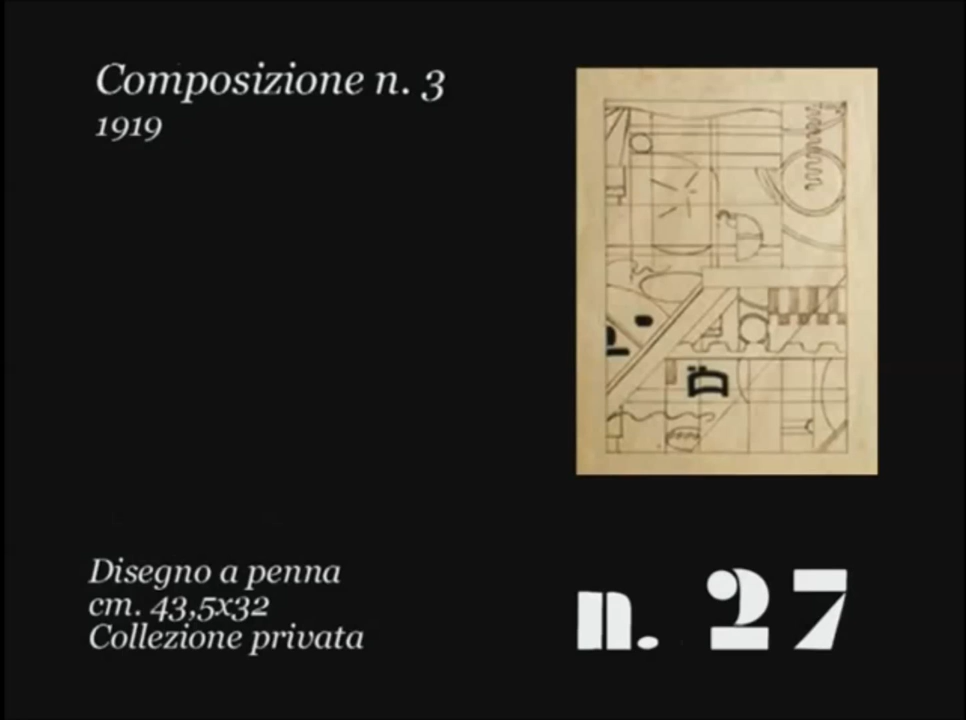 Composizione n. 3
1919
D
Disegno a penna
cm. 43,5x32
Collezione privata
n. 27